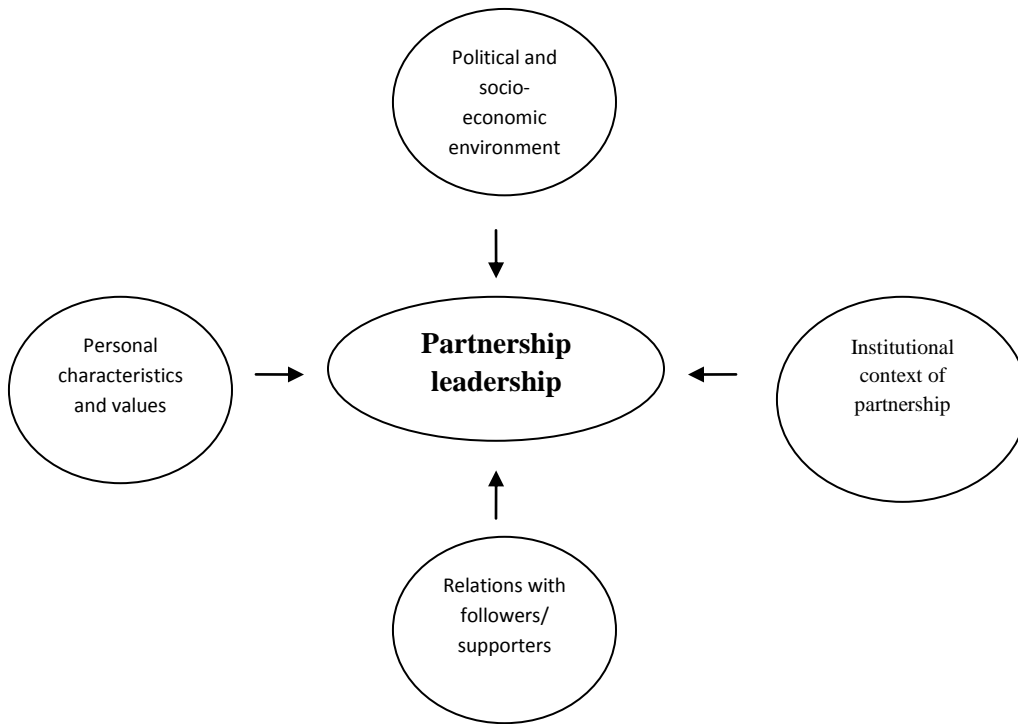 Political and
socio-
economic
environment
Personal
characteristics
and values
Partnership
leadership
Institutional
context of
partnership
Relations with
followers/
supporters